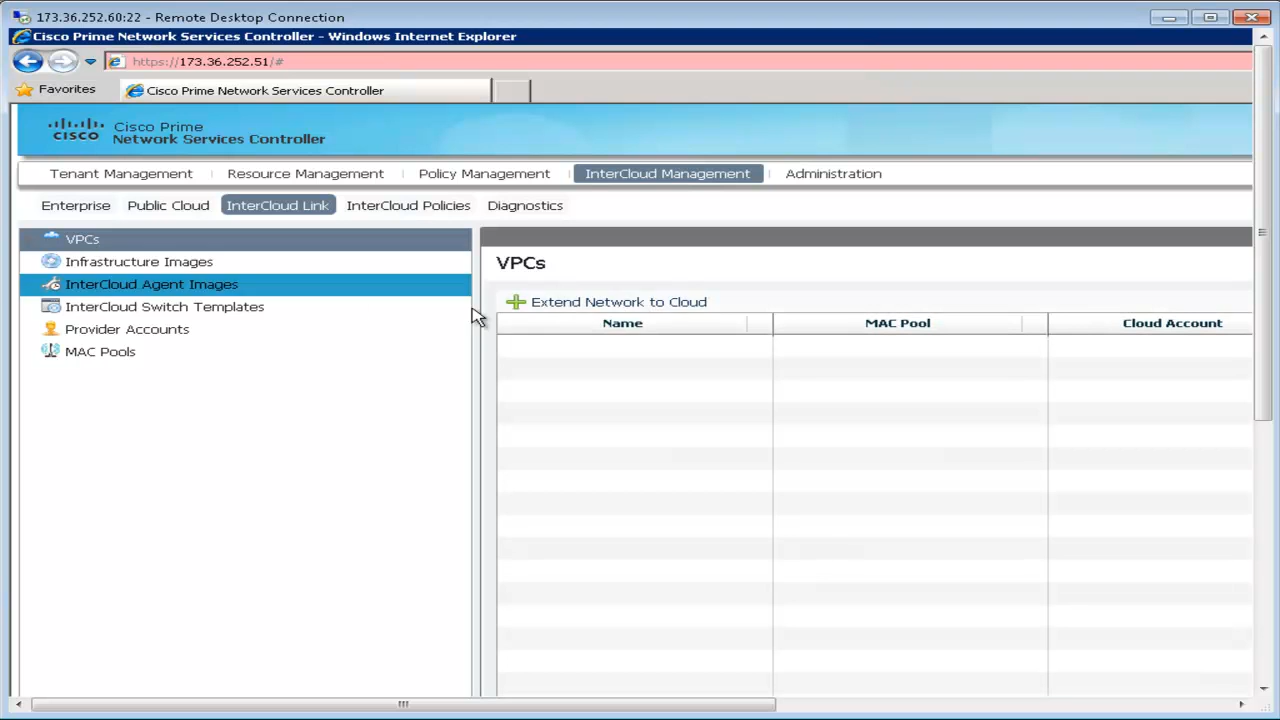 173.36.252.60:22 - Remote Desktop Connection
Cisco Prime Network Services Controller - Windows Internet Explorer
https://173.36.252.51/#
Favorites
Cisco Prime Network Services Controller
CISCO
Cisco Prime
Network Services Controller
Tenant Management
Resource Management
Policy Management
InterCloud Management
Administration
Enterprise
Public Cloud
InterCloud Link
InterCloud Policies
Diagnostics
VPCs
Infrastructure Images
InterCloud Agent Images
InterCloud Switch Templates
Provider Accounts
MAC Pools
VPCs
Extend Network to Cloud
Name
MAC Pool
Cloud Account